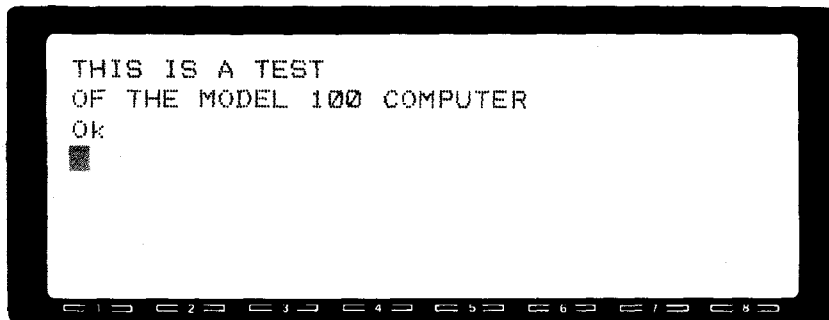 THIS IS A TEST
OF THE MODEL 100 COMPUTER
Ok
1 2 3 4 5 6 7 8